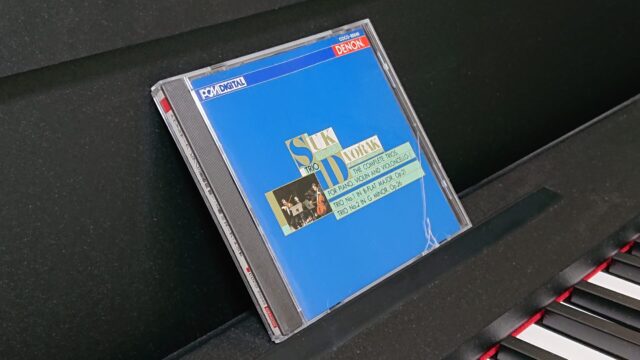 PCM DIGITAL
DENON
SUK
TRIO
DVORAK
THE COMPLETE TRIOS
FOR PIANO, VIOLIN AND VIOLONCELLO-I
TRIO No.1 IN B-FLAT MAJOR, Op.21
TRIO No.2 IN G MINOR, Op.26